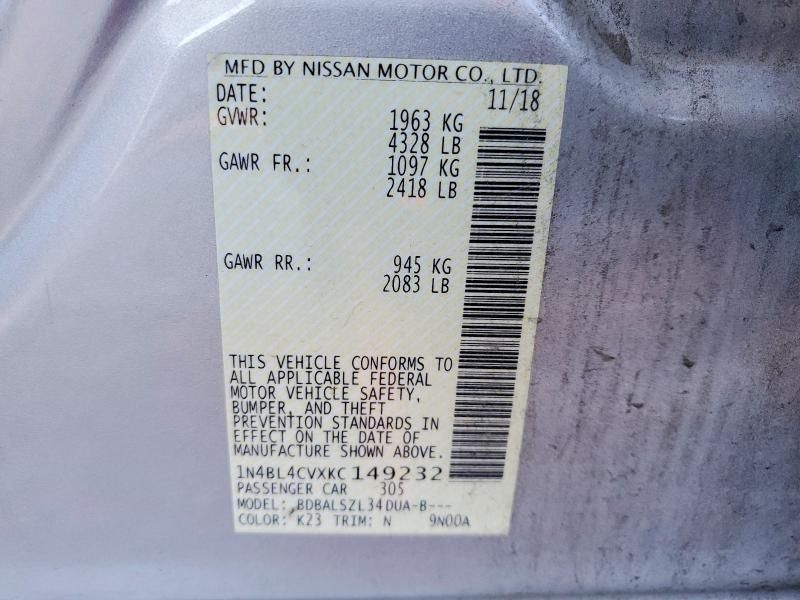 MFD BY NISSAN MOTOR CO., LTD.
DATE: 11/18
GVWR: 1963 KG
4328 LB
GAWR FR.: 1097 KG
2418 LB
GAWR RR.: 945 KG
2083 LB
THIS VEHICLE CONFORMS TO
ALL APPLICABLE FEDERAL
MOTOR VEHICLE SAFETY,
BUMPER, AND THEFT
PREVENTION STANDARDS IN
EFFECT ON THE DATE OF
MANUFACTURE SHOWN ABOVE.
1N4BL4CVXKC149232
PASSENGER CAR 305
MODEL: BDBALSZL34DUA-B---
COLOR: K23 TRIM: N 9N00A